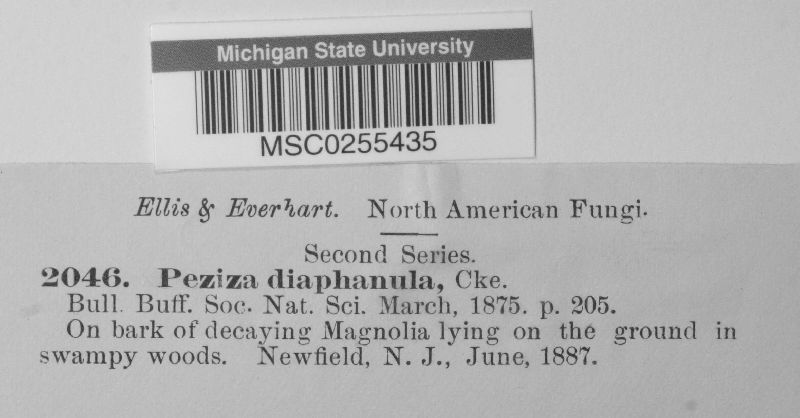 Michigan State University
MSC0255435
Ellis & Everhart. North American Fungi.
Second Series.
2046. Peziza diaphanula, Cke.
Bull. Buff. Soc. Nat. Sci. March, 1875. p. 205.
On bark of decaying Magnolia lying on the ground in
swampy woods. Newfield, N. J., June, 1887.